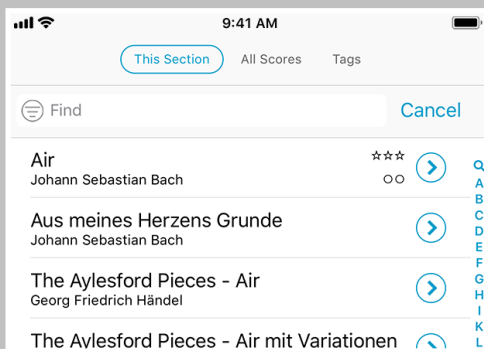 9:41 AM
This Section All Scores Tags
Find Cancel
Air
Johann Sebastian Bach
Aus meines Herzens Grunde
Johann Sebastian Bach
The Aylesford Pieces - Air
Georg Friedrich Händel
The Aylesford Pieces - Air mit Variationen
A
B
C
D
E
F
G
H
I
K
L